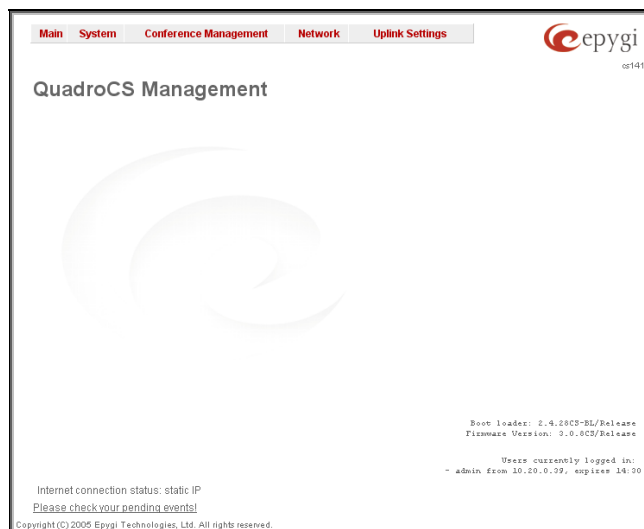 Main System Conference Management Network Uplink Settings
epygi
cs141
QuadroCS Management
Boot loader: 2.4.28CS-BL/Release
Firmware Version: 3.0.8CS/Release
Users currently logged in:
- admin from 10.20.0.39, expires 14:30
Internet connection status: static IP
Please check your pending events!
Copyright (C) 2005 Epygi Technologies, Ltd. All rights reserved.